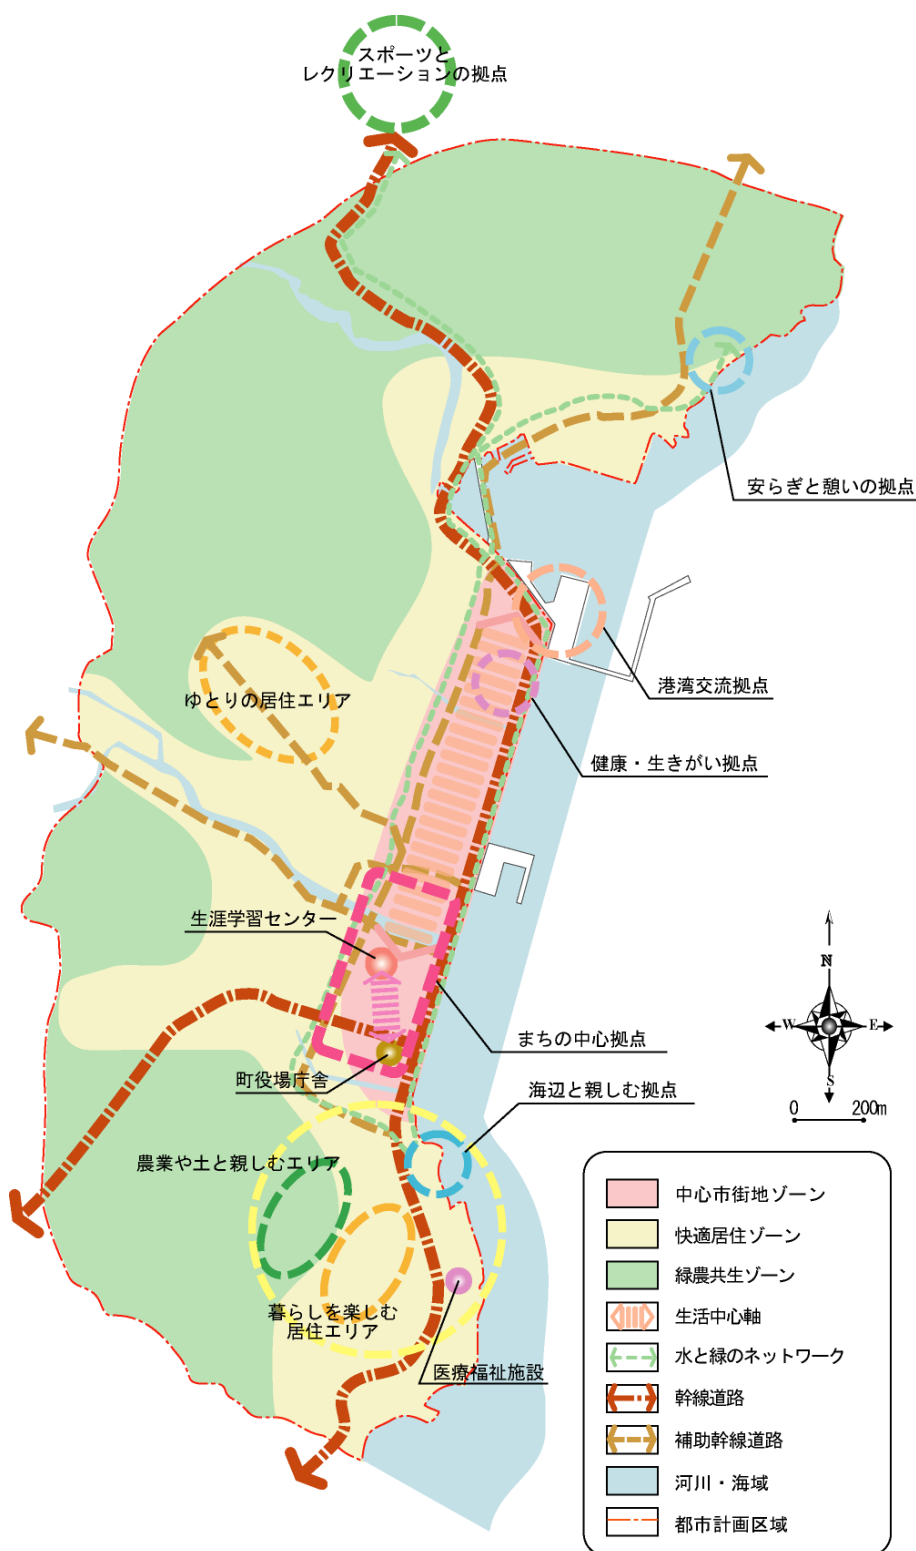 スポーツと
レクリエーションの拠点
安らぎと憩いの拠点
港湾交流拠点
ゆとりの居住エリア
健康・生きがい拠点
生涯学習センター
まちの中心拠点
町役場庁舎
海辺と親しむ拠点
農業や土と親しむエリア
暮らしを楽しむ
居住エリア
医療福祉施設
N
W
E
S
0 200m
中心市街地ゾーン
快適居住ゾーン
緑農共生ゾーン
生活中心軸
水と緑のネットワーク
幹線道路
補助幹線道路
河川・海域
都市計画区域